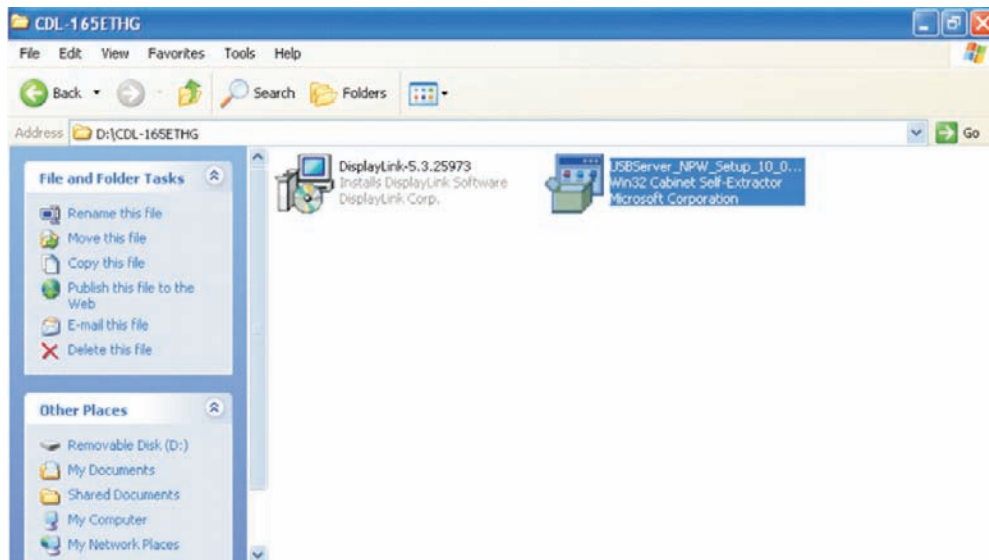 CDL-165ETHG
File Edit View Favorites Tools Help
Back Search Folders
Address D:\CDL-165ETHG Go
File and Folder Tasks
Rename this file
Move this file
Copy this file
Publish this file to the
Web
E-mail this file
Delete this file
Other Places
Removable Disk (D:)
My Documents
Shared Documents
My Computer
My Network Places
DisplayLink-5.3.25973
Installs DisplayLink Software
DisplayLink Corp.
USBServer_NPW_Setup_10_0...
Win32 Cabinet Self-Extractor
Microsoft Corporation